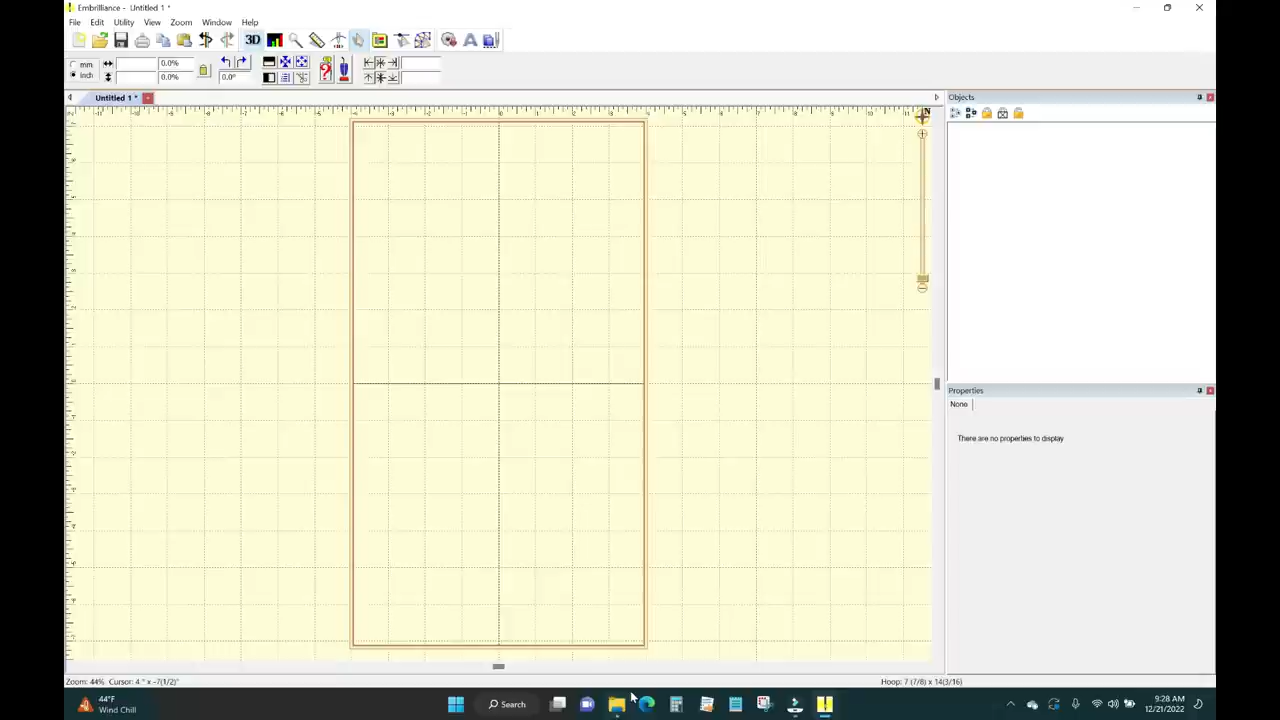 Embrilliance - Untitled 1 *
File Edit Utility View Zoom Window Help
3D
mm 0.0%
inch 0.0% 0.0°
Untitled 1 *
Objects
N
Properties
None
There are no properties to display
Zoom: 44% Cursor: 4 " x -7(1/2)" Hoop: 7 (7/8) x 14(3/16)
44°F
Wind Chill
Search
9:28 AM
12/21/2022